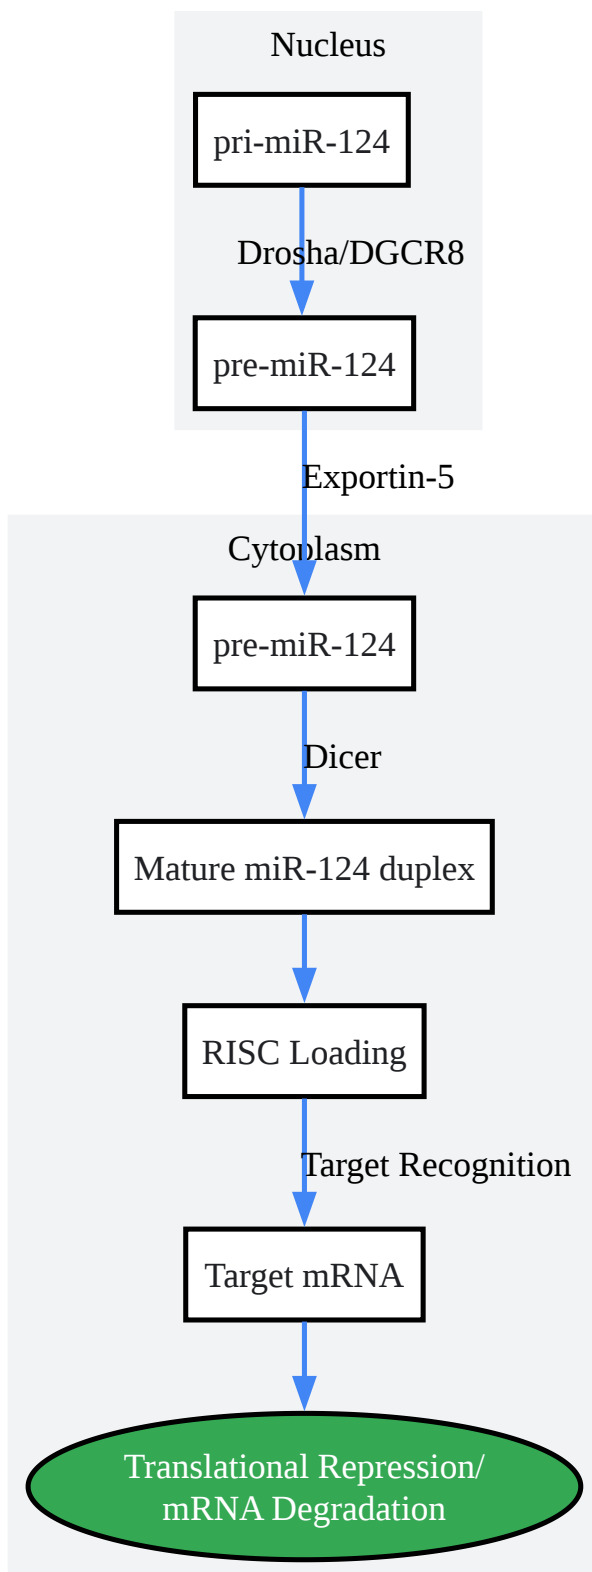 Nucleus
pri-miR-124
Drosha/DGCR8
pre-miR-124
Exportin-5
Cytoplasm
pre-miR-124
Dicer
Mature miR-124 duplex
RISC Loading
Target Recognition
Target mRNA
Translational Repression/
mRNA Degradation